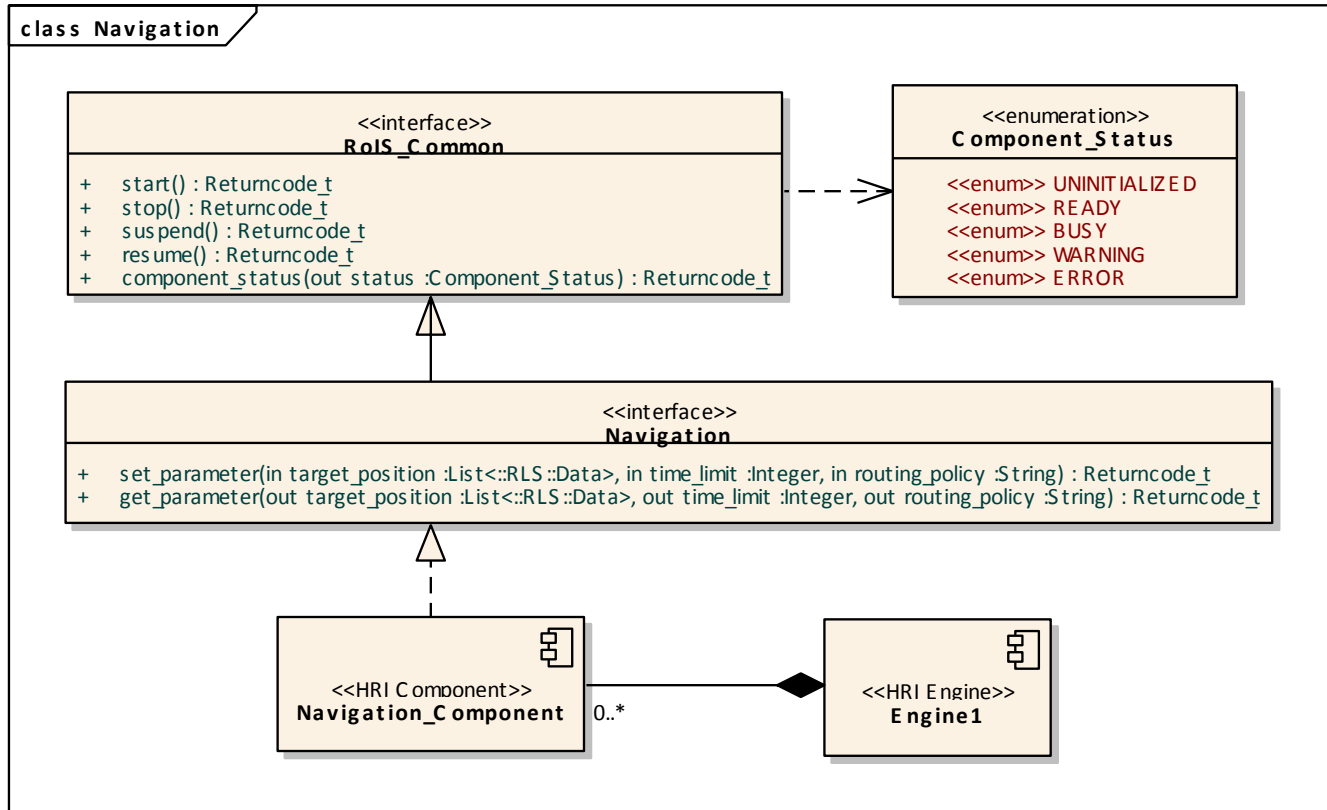 class Navigation
<<interface>>
RoIS_Common
+ start() : Returncode_t
+ stop() : Returncode_t
+ suspend() : Returncode_t
+ resume() : Returncode_t
+ component_status(out status :Component_Status) : Returncode_t
<<enumeration>>
Component_Status
<<enum>> UNINITIALIZED
<<enum>> READY
<<enum>> BUSY
<<enum>> WARNING
<<enum>> ERROR
<<interface>>
Navigation
+ set_parameter(in target_position :List<::RLS::Data>, in time_limit :Integer, in routing_policy :String) : Returncode_t
+ get_parameter(out target_position :List<::RLS::Data>, out time_limit :Integer, out routing_policy :String) : Returncode_t
<<HRI Component>>
Navigation_Component
0..*
<<HRI Engine>>
Engine1